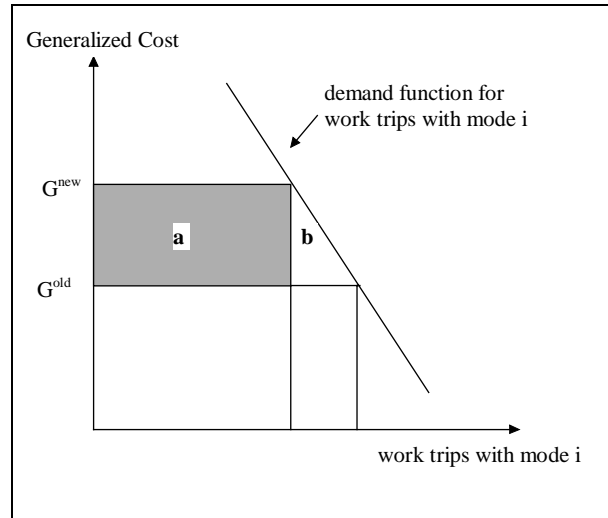 Generalized Cost
demand function for
work trips with mode i
G^new
a
b
G^old
work trips with mode i